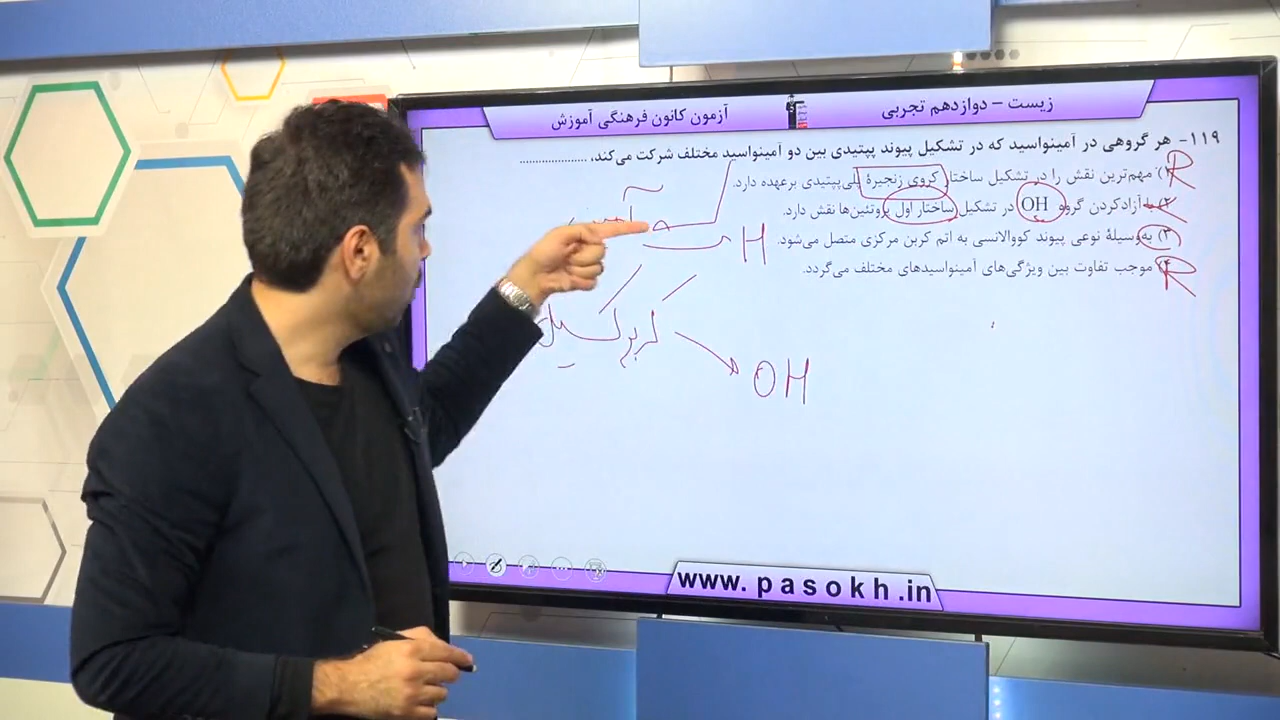 زیست – دوازدهم تجربی
آزمون کانون فرهنگی آموزش
۱۱۹- هر گروهی در آمینواسید که در تشکیل پیوند پپتیدی بین دو آمینواسید مختلف شرکت می‌کند، ......................
۱) مهم‌ترین نقش را در تشکیل ساختار کروی زنجیرهٔ پلی‌پپتیدی برعهده دارد.
۲) با آزادکردن گروه OH در تشکیل ساختار اول پروتئین‌ها نقش دارد.
۳) به‌وسیلهٔ نوعی پیوند کووالانسی به اتم کربن مرکزی متصل می‌شود.
۴) موجب تفاوت بین ویژگی‌های آمینواسیدهای مختلف می‌گردد.
R
R
H
کربوکسیل
OH
www.pasokh.in